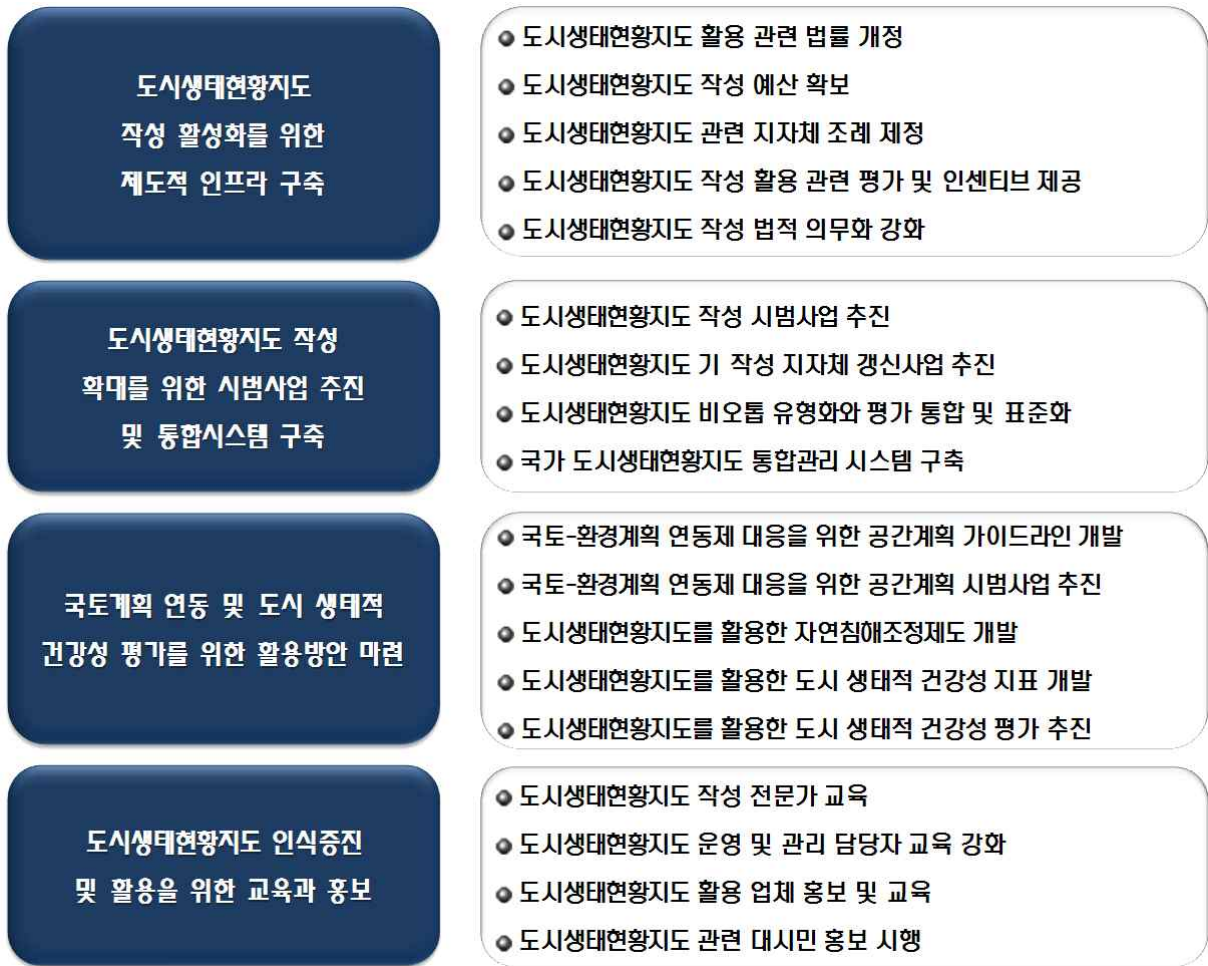 도시생태현황지도
작성 활성화를 위한
제도적 인프라 구축
도시생태현황지도 활용 관련 법률 개정
도시생태현황지도 작성 예산 확보
도시생태현황지도 관련 지자체 조례 제정
도시생태현황지도 작성 활용 관련 평가 및 인센티브 제공
도시생태현황지도 작성 법적 의무화 강화
도시생태현황지도 작성
확대를 위한 시범사업 추진
및 통합시스템 구축
도시생태현황지도 작성 시범사업 추진
도시생태현황지도 기 작성 지자체 갱신사업 추진
도시생태현황지도 비오톱 유형화와 평가 통합 및 표준화
국가 도시생태현황지도 통합관리 시스템 구축
국토계획 연동 및 도시 생태적
건강성 평가를 위한 활용방안 마련
국토-환경계획 연동제 대응을 위한 공간계획 가이드라인 개발
국토-환경계획 연동제 대응을 위한 공간계획 시범사업 추진
도시생태현황지도를 활용한 자연침해조정제도 개발
도시생태현황지도를 활용한 도시 생태적 건강성 지표 개발
도시생태현황지도를 활용한 도시 생태적 건강성 평가 추진
도시생태현황지도 인식증진
및 활용을 위한 교육과 홍보
도시생태현황지도 작성 전문가 교육
도시생태현황지도 운영 및 관리 담당자 교육 강화
도시생태현황지도 활용 업체 홍보 및 교육
도시생태현황지도 관련 대시민 홍보 시행